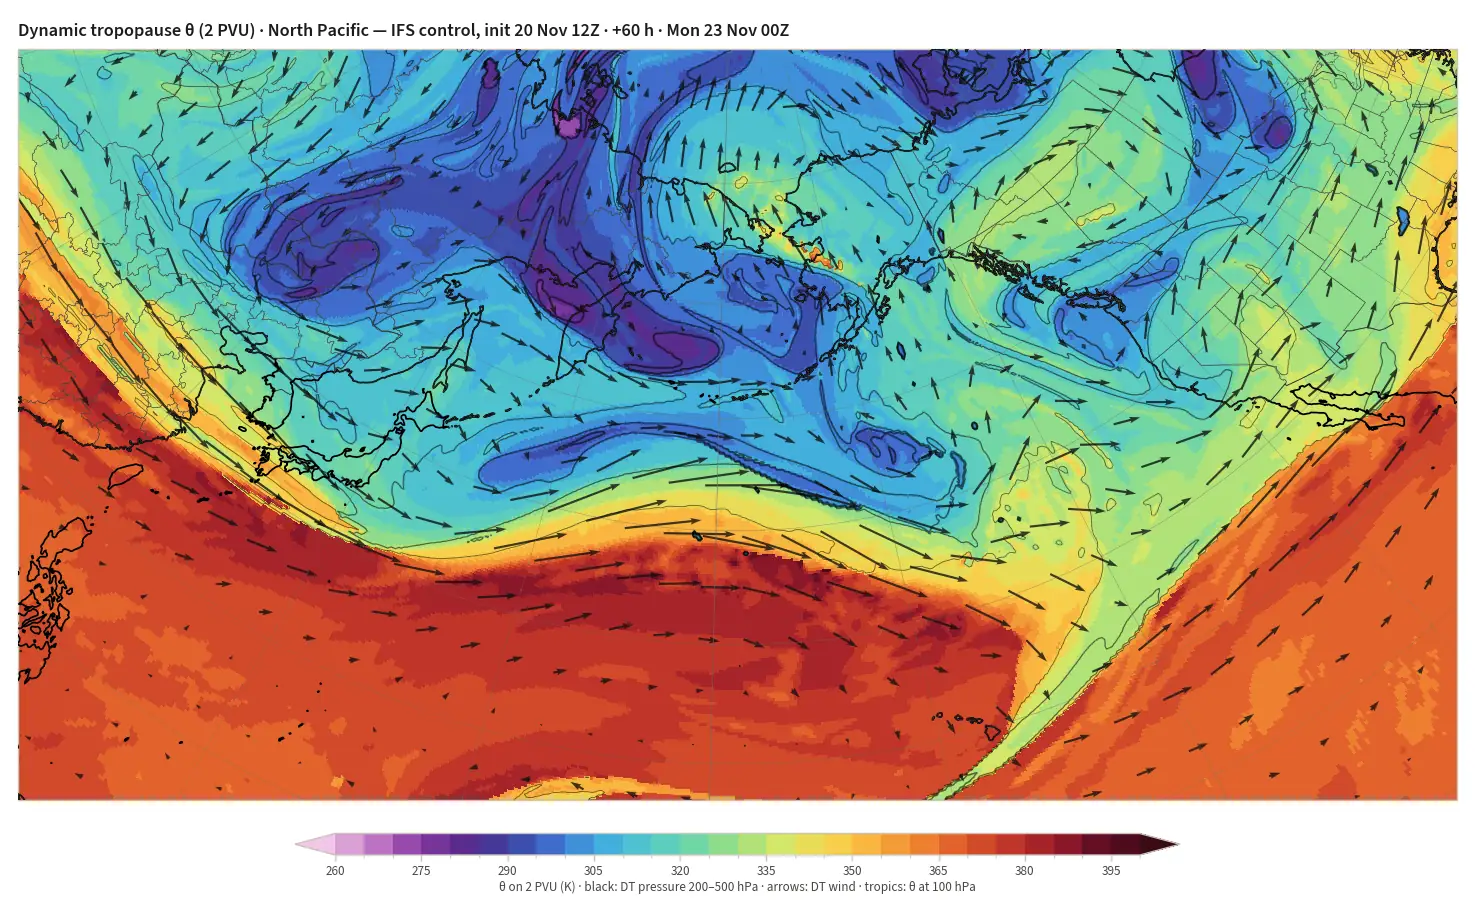 Dynamic tropopause θ (2 PVU) · North Pacific — IFS control, init 20 Nov 12Z · +60 h · Mon 23 Nov 00Z
260 275 290 305 320 335 350 365 380 395
θ on 2 PVU (K) · black: DT pressure 200–500 hPa · arrows: DT wind · tropics: θ at 100 hPa